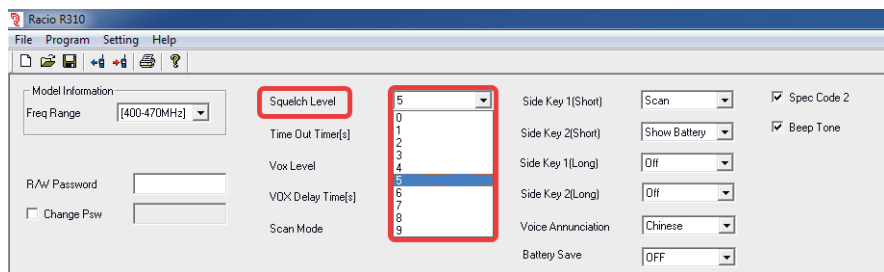 Racio R310
File Program Setting Help
Model Information
Freq Range [400-470MHz]
R/W Password
Change Psw
Squelch Level 5
0
1
2
3
4
5
6
7
8
9
Time Out Timer[s]
Vox Level
VOX Delay Time[s]
Scan Mode
Side Key 1(Short) Scan
Side Key 2(Short) Show Battery
Side Key 1(Long) Off
Side Key 2(Long) Off
Voice Annunciation Chinese
Battery Save OFF
Spec Code 2
Beep Tone